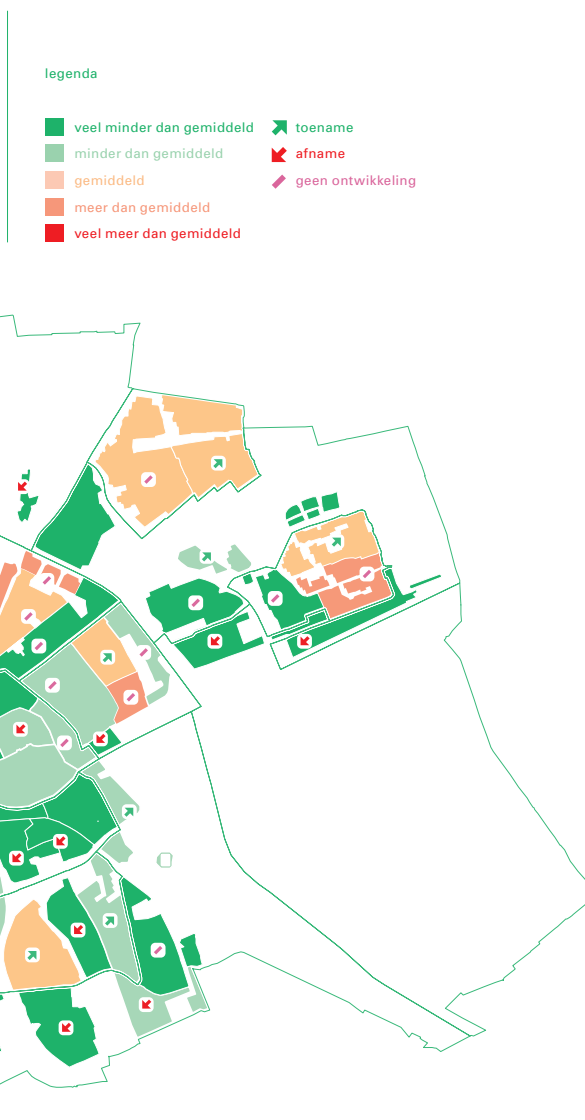 legenda
veel minder dan gemiddeld
minder dan gemiddeld
gemiddeld
meer dan gemiddeld
veel meer dan gemiddeld
toename
afname
geen ontwikkeling